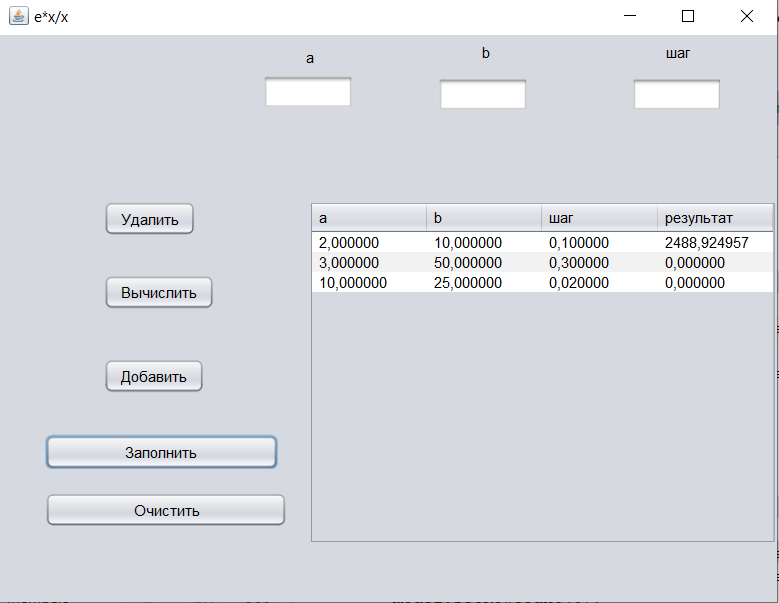 e*x/x
a b шаг
Удалить
Вычислить
Добавить
Заполнить
Очистить
a b шаг результат
2,000000 10,000000 0,100000 2488,924957
3,000000 50,000000 0,300000 0,000000
10,000000 25,000000 0,020000 0,000000